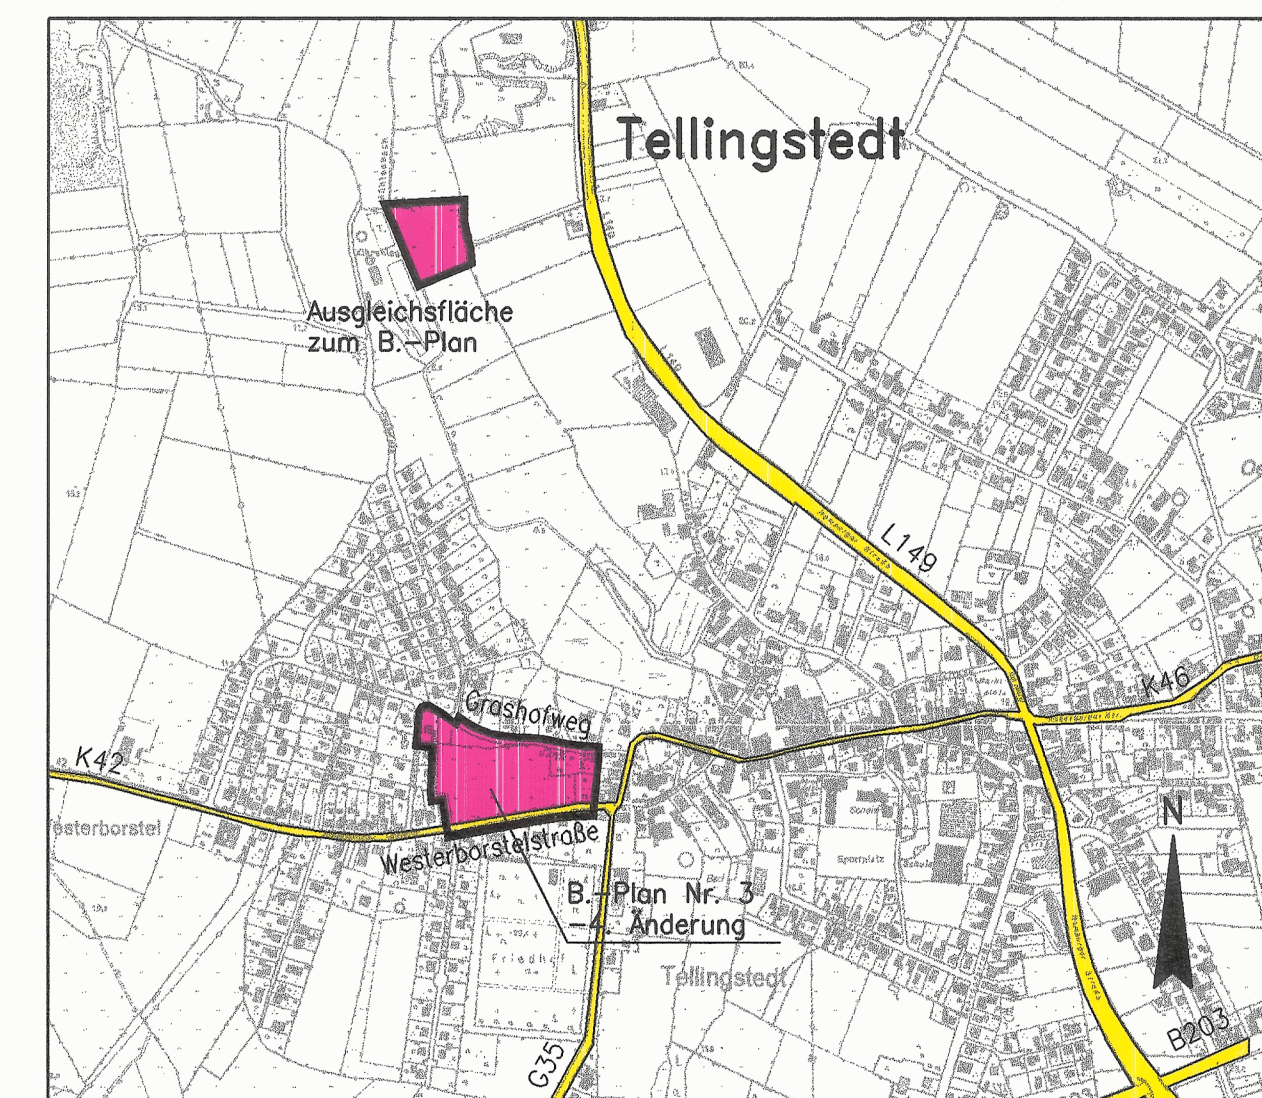 Tellingstedt
Ausgleichsfläche
zum B.-Plan
L149
K46
Grashofweg
K42
esterborstel
Westerborstelstraße
N
Sportplatz
B.-Plan Nr. 3
-4. Änderung
Friedhof
Tellingstedt
B203
G35